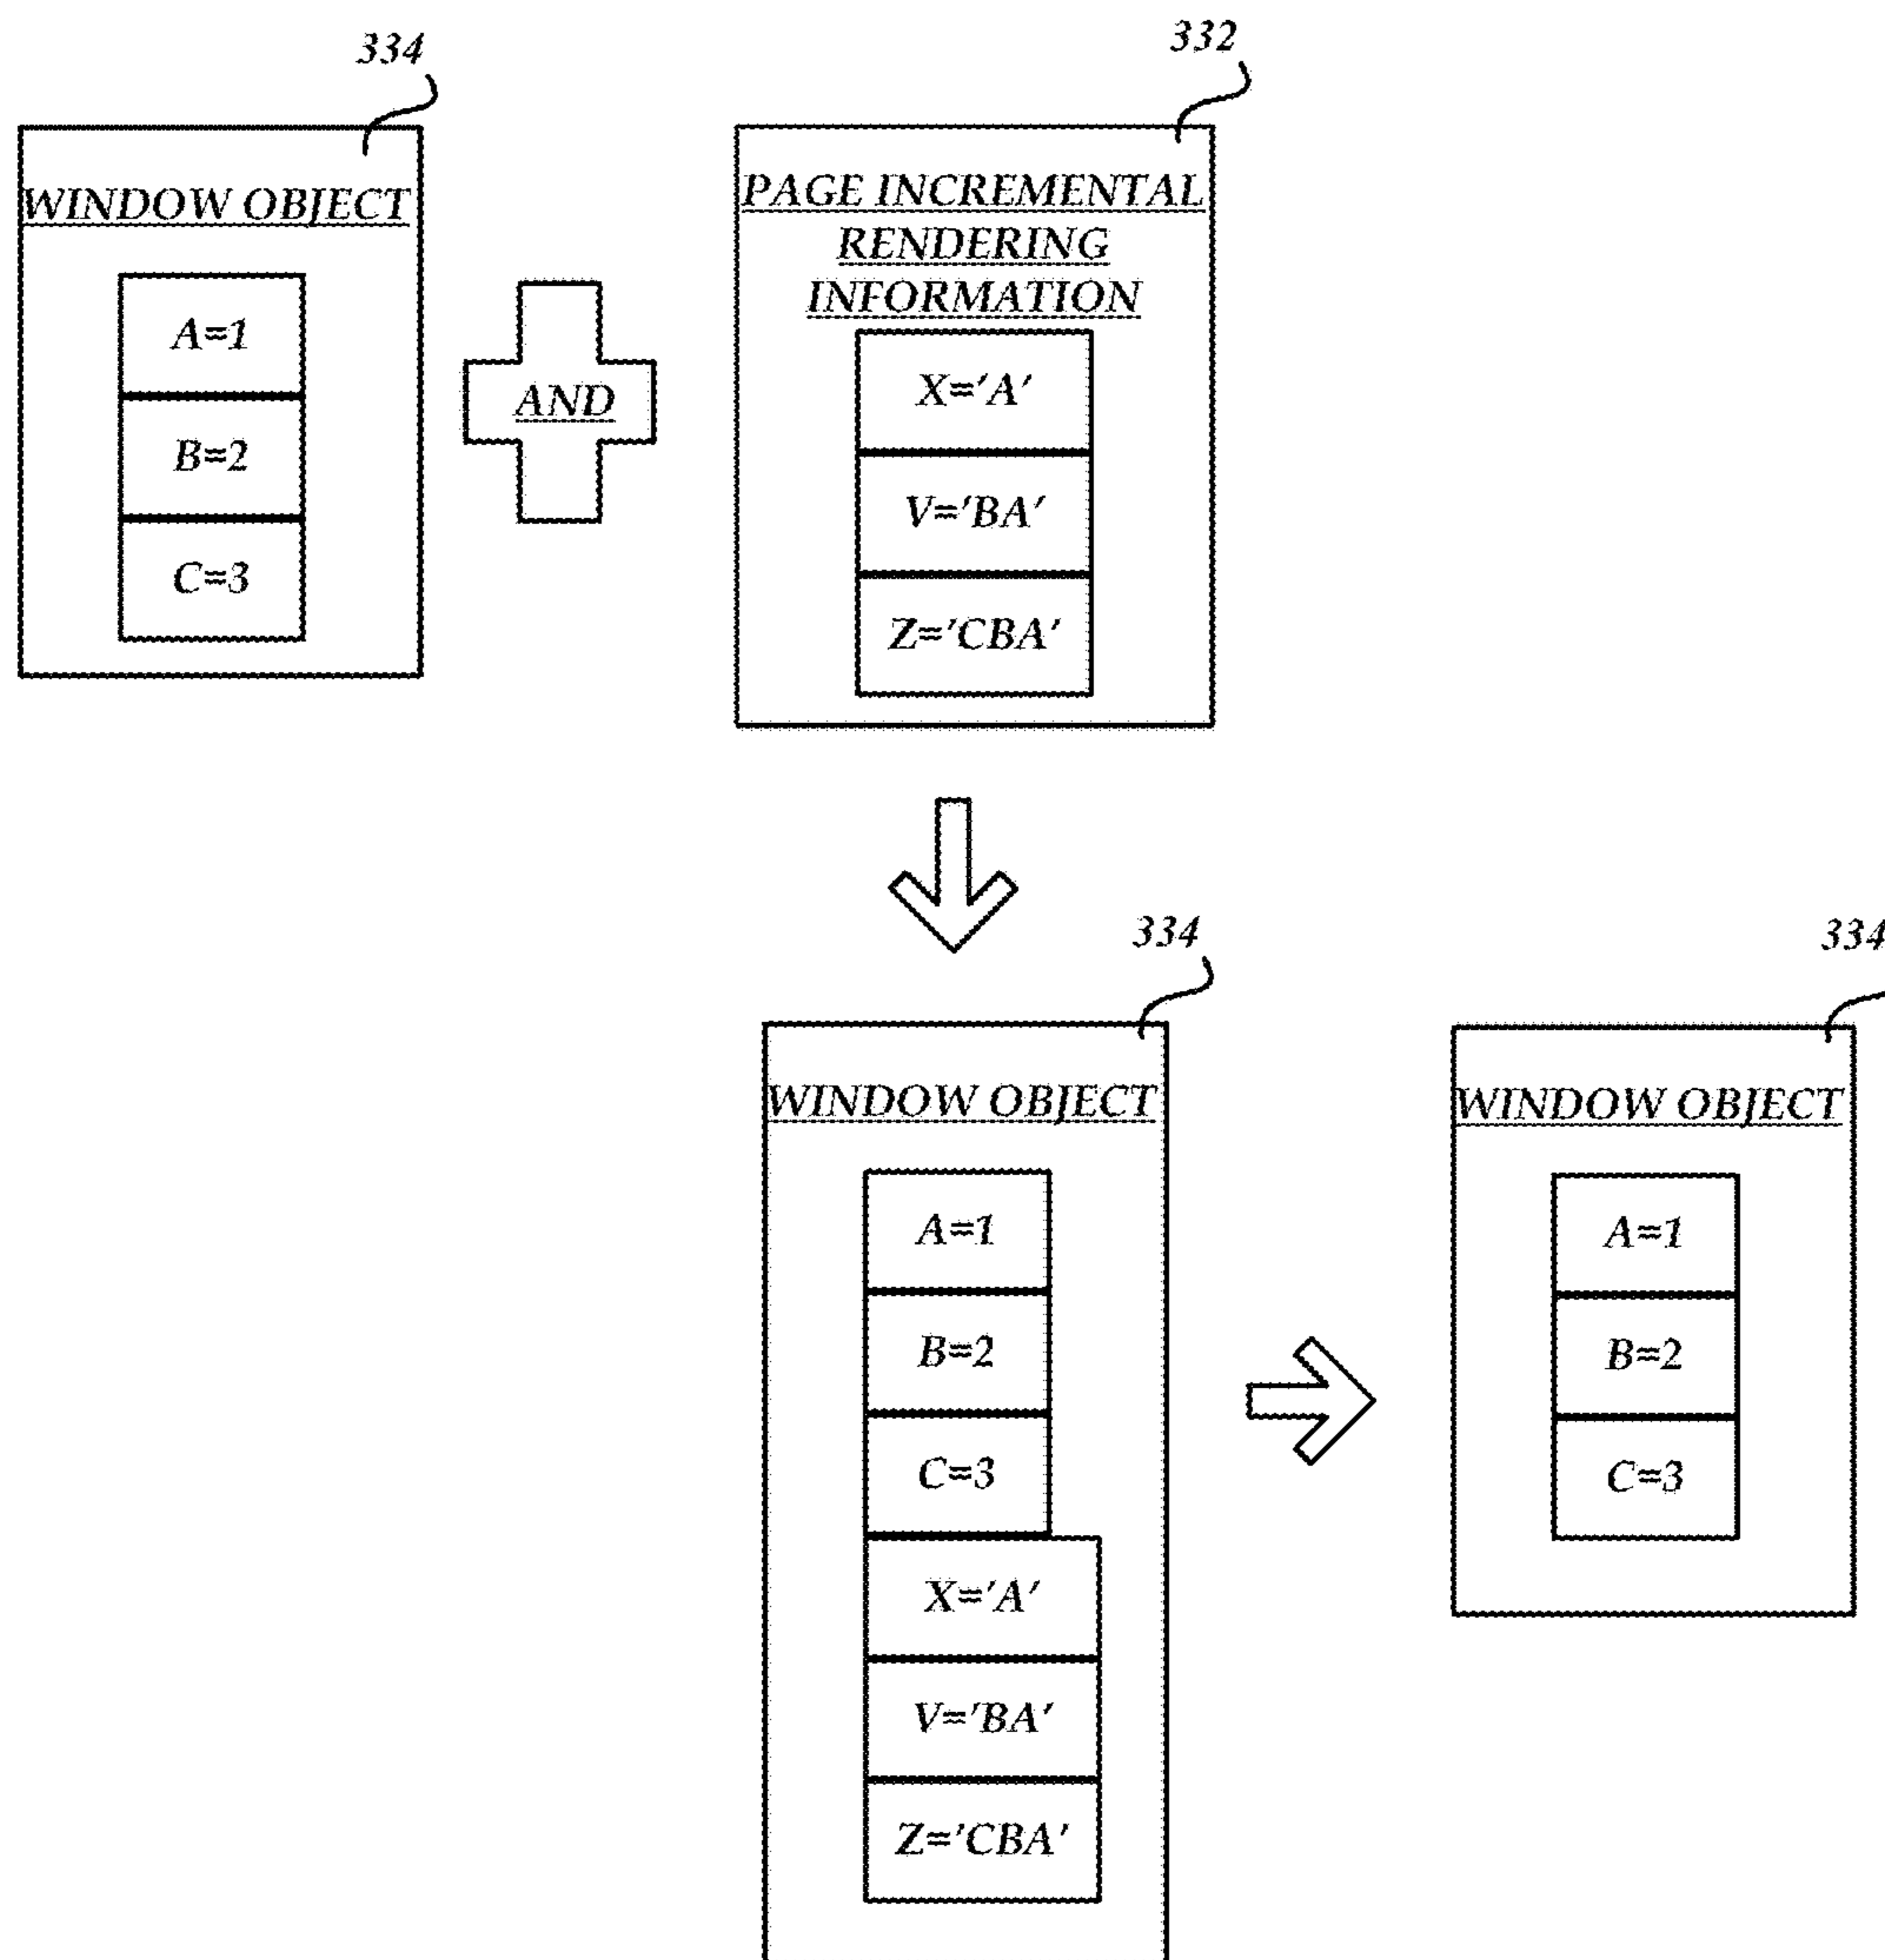 334
WINDOW OBJECT
A=1
B=2
C=3
AND
332
PAGE INCREMENTAL
RENDERING
INFORMATION
X='A'
V='BA'
Z='CBA'
334
WINDOW OBJECT
A=1
B=2
C=3
X='A'
V='BA'
Z='CBA'
334
WINDOW OBJECT
A=1
B=2
C=3